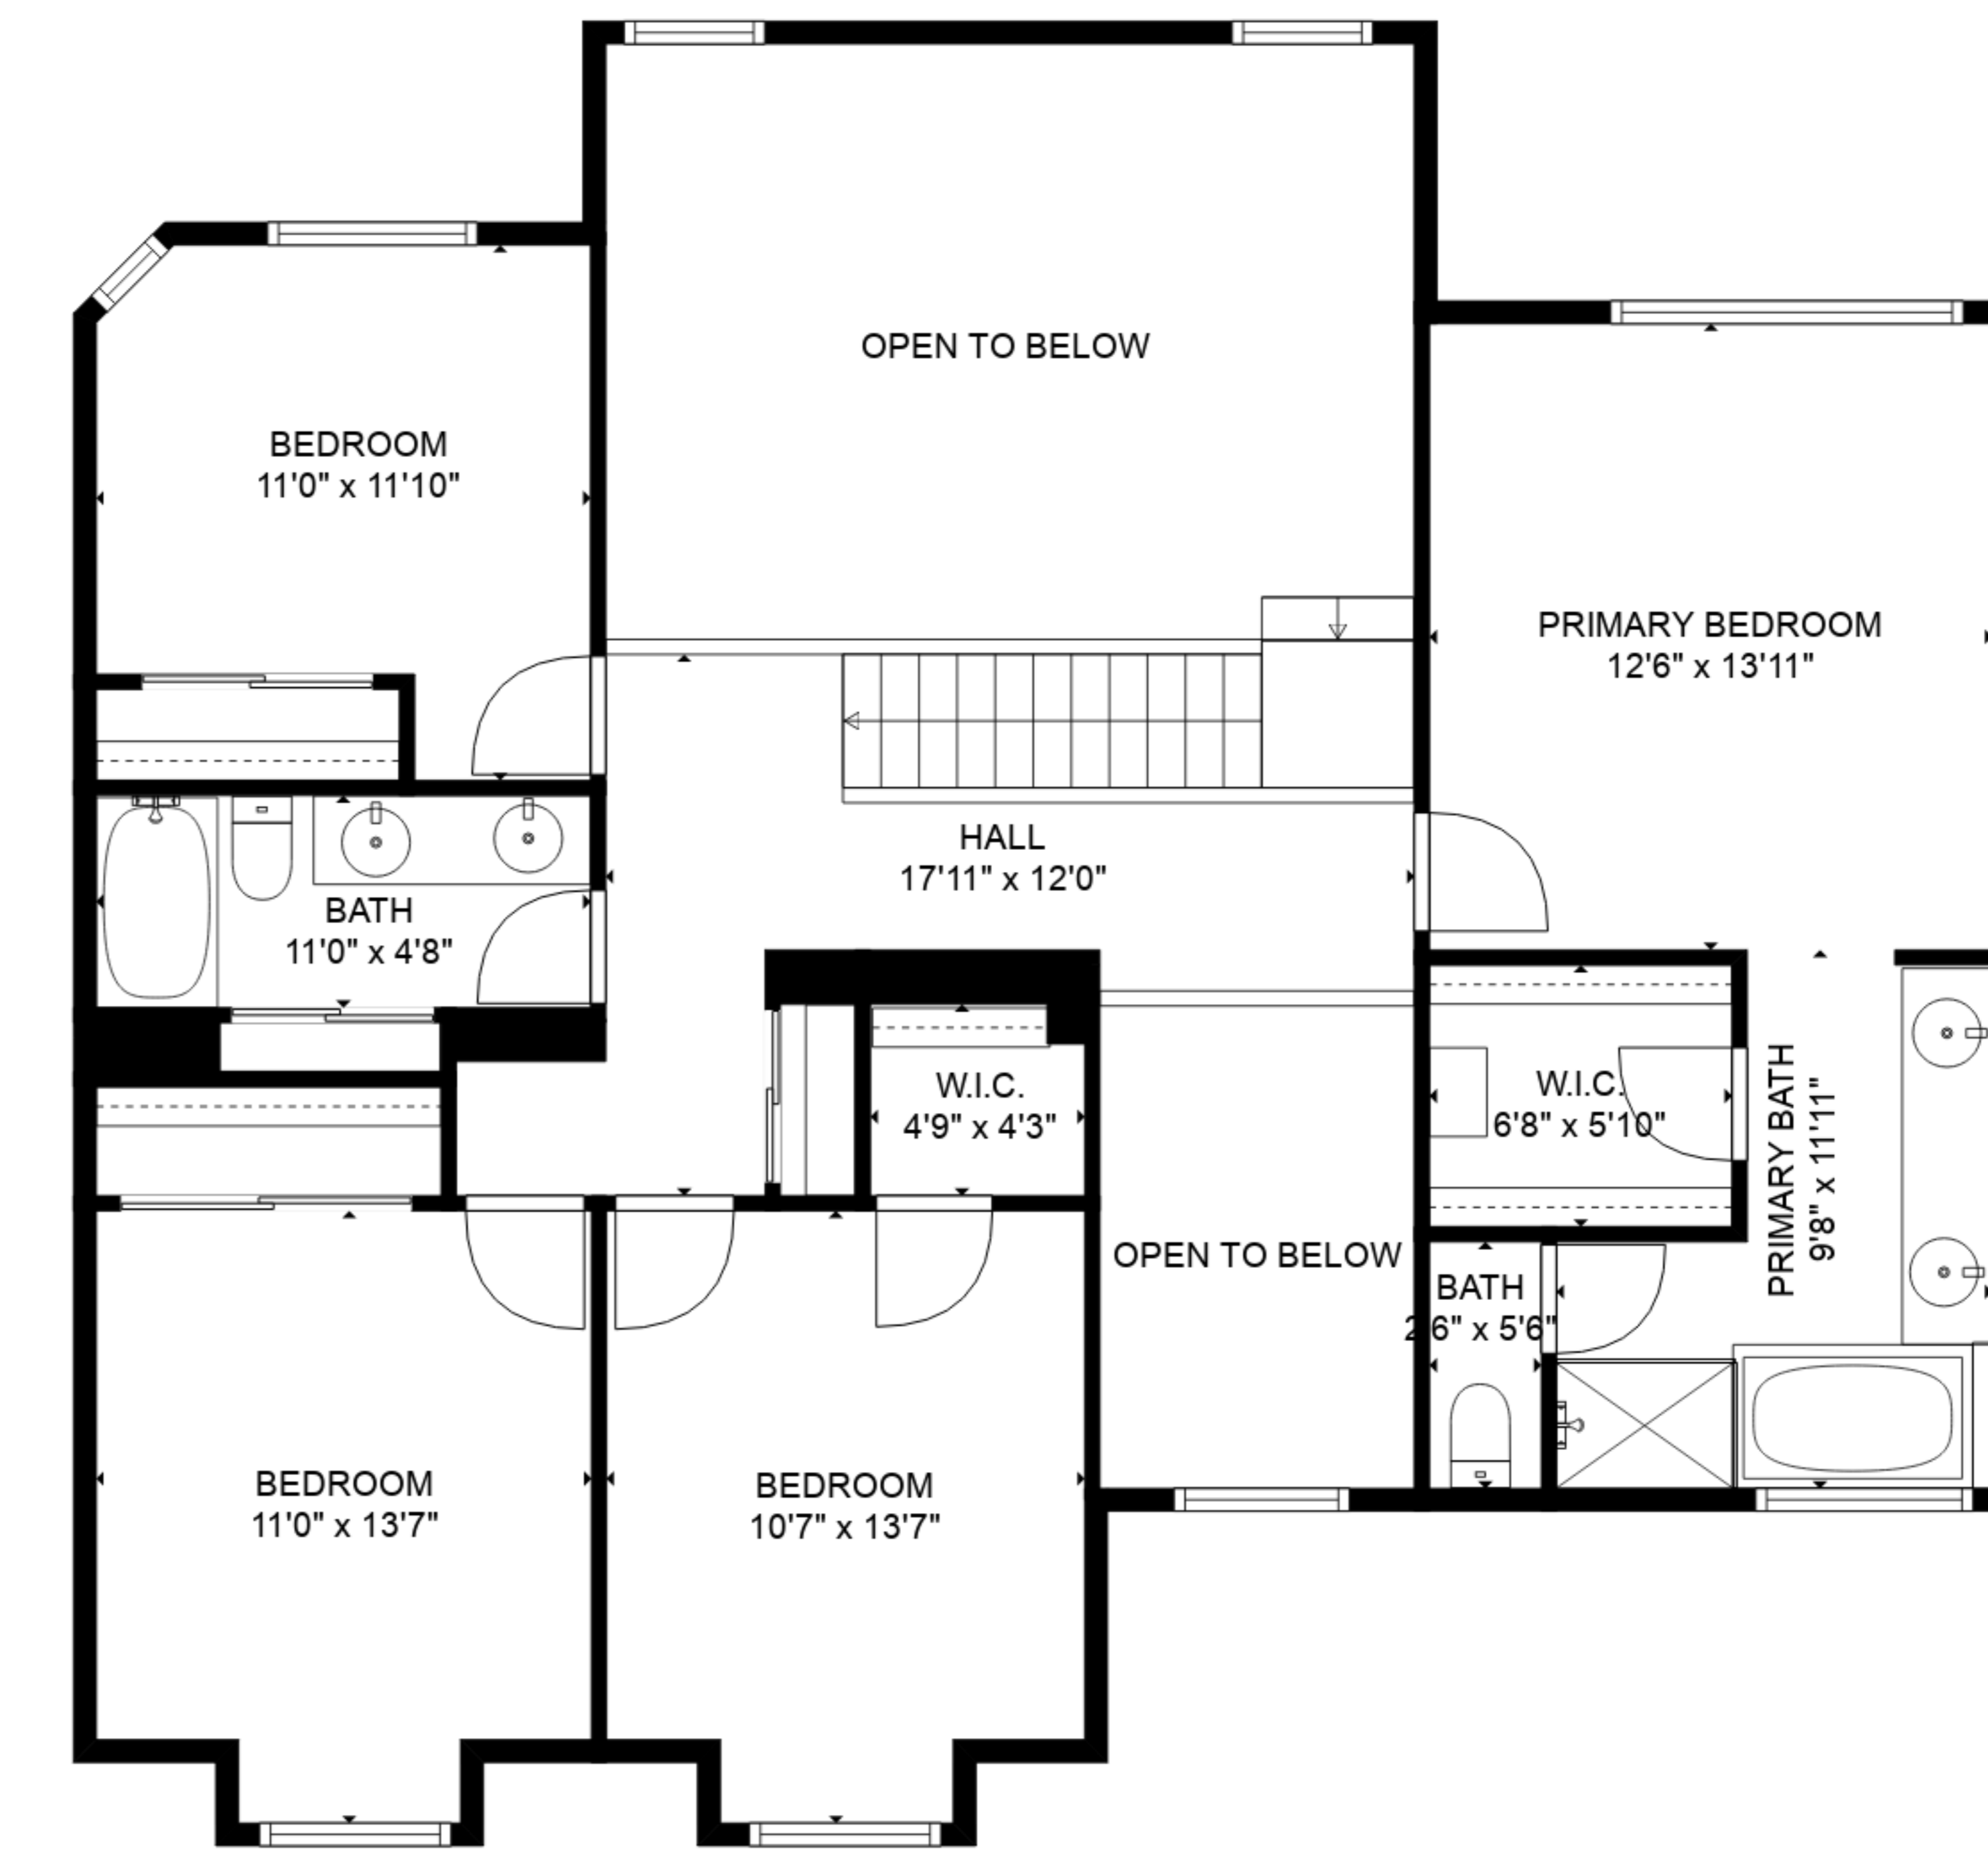 OPEN TO BELOW
BEDROOM
11'0" x 11'10"
PRIMARY BEDROOM
12'6" x 13'11"
HALL
17'11" x 12'0"
BATH
11'0" x 4'8"
W.I.C.
4'9" x 4'3"
W.I.C.
6'8" x 5'10"
PRIMARY BATH
9'8" x 11'11"
OPEN TO BELOW
BATH
2'6" x 5'6"
BEDROOM
11'0" x 13'7"
BEDROOM
10'7" x 13'7"